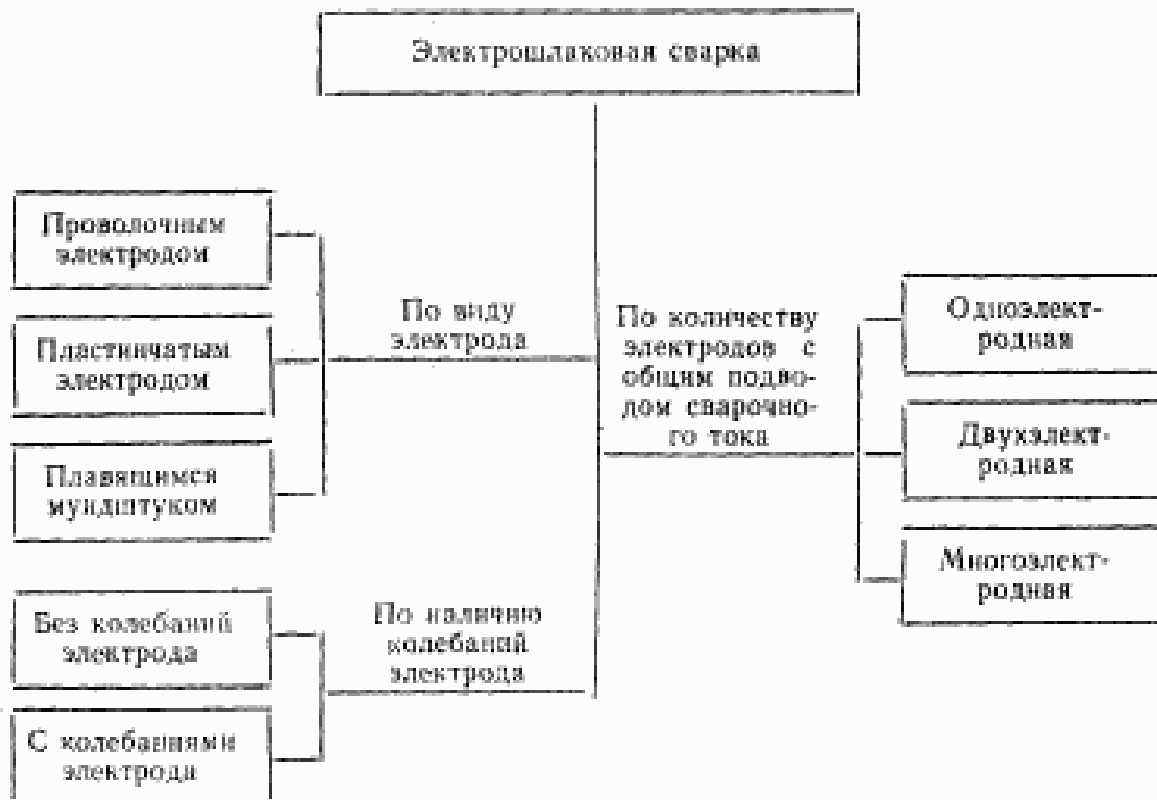 Электрошлаковая сварка
Проволочным
электродом
Пластинчатым
электродом
Плавящимся
мундштуком
По виду
электрода
По количеству
электродов с
общим подво-
дом сварочно-
го тока
Одноэлект-
родная
Двухэлект-
родная
Многоэлект-
родная
Без колебаний
электрода
С колебаниями
электрода
По наличию
колебаний
электрода